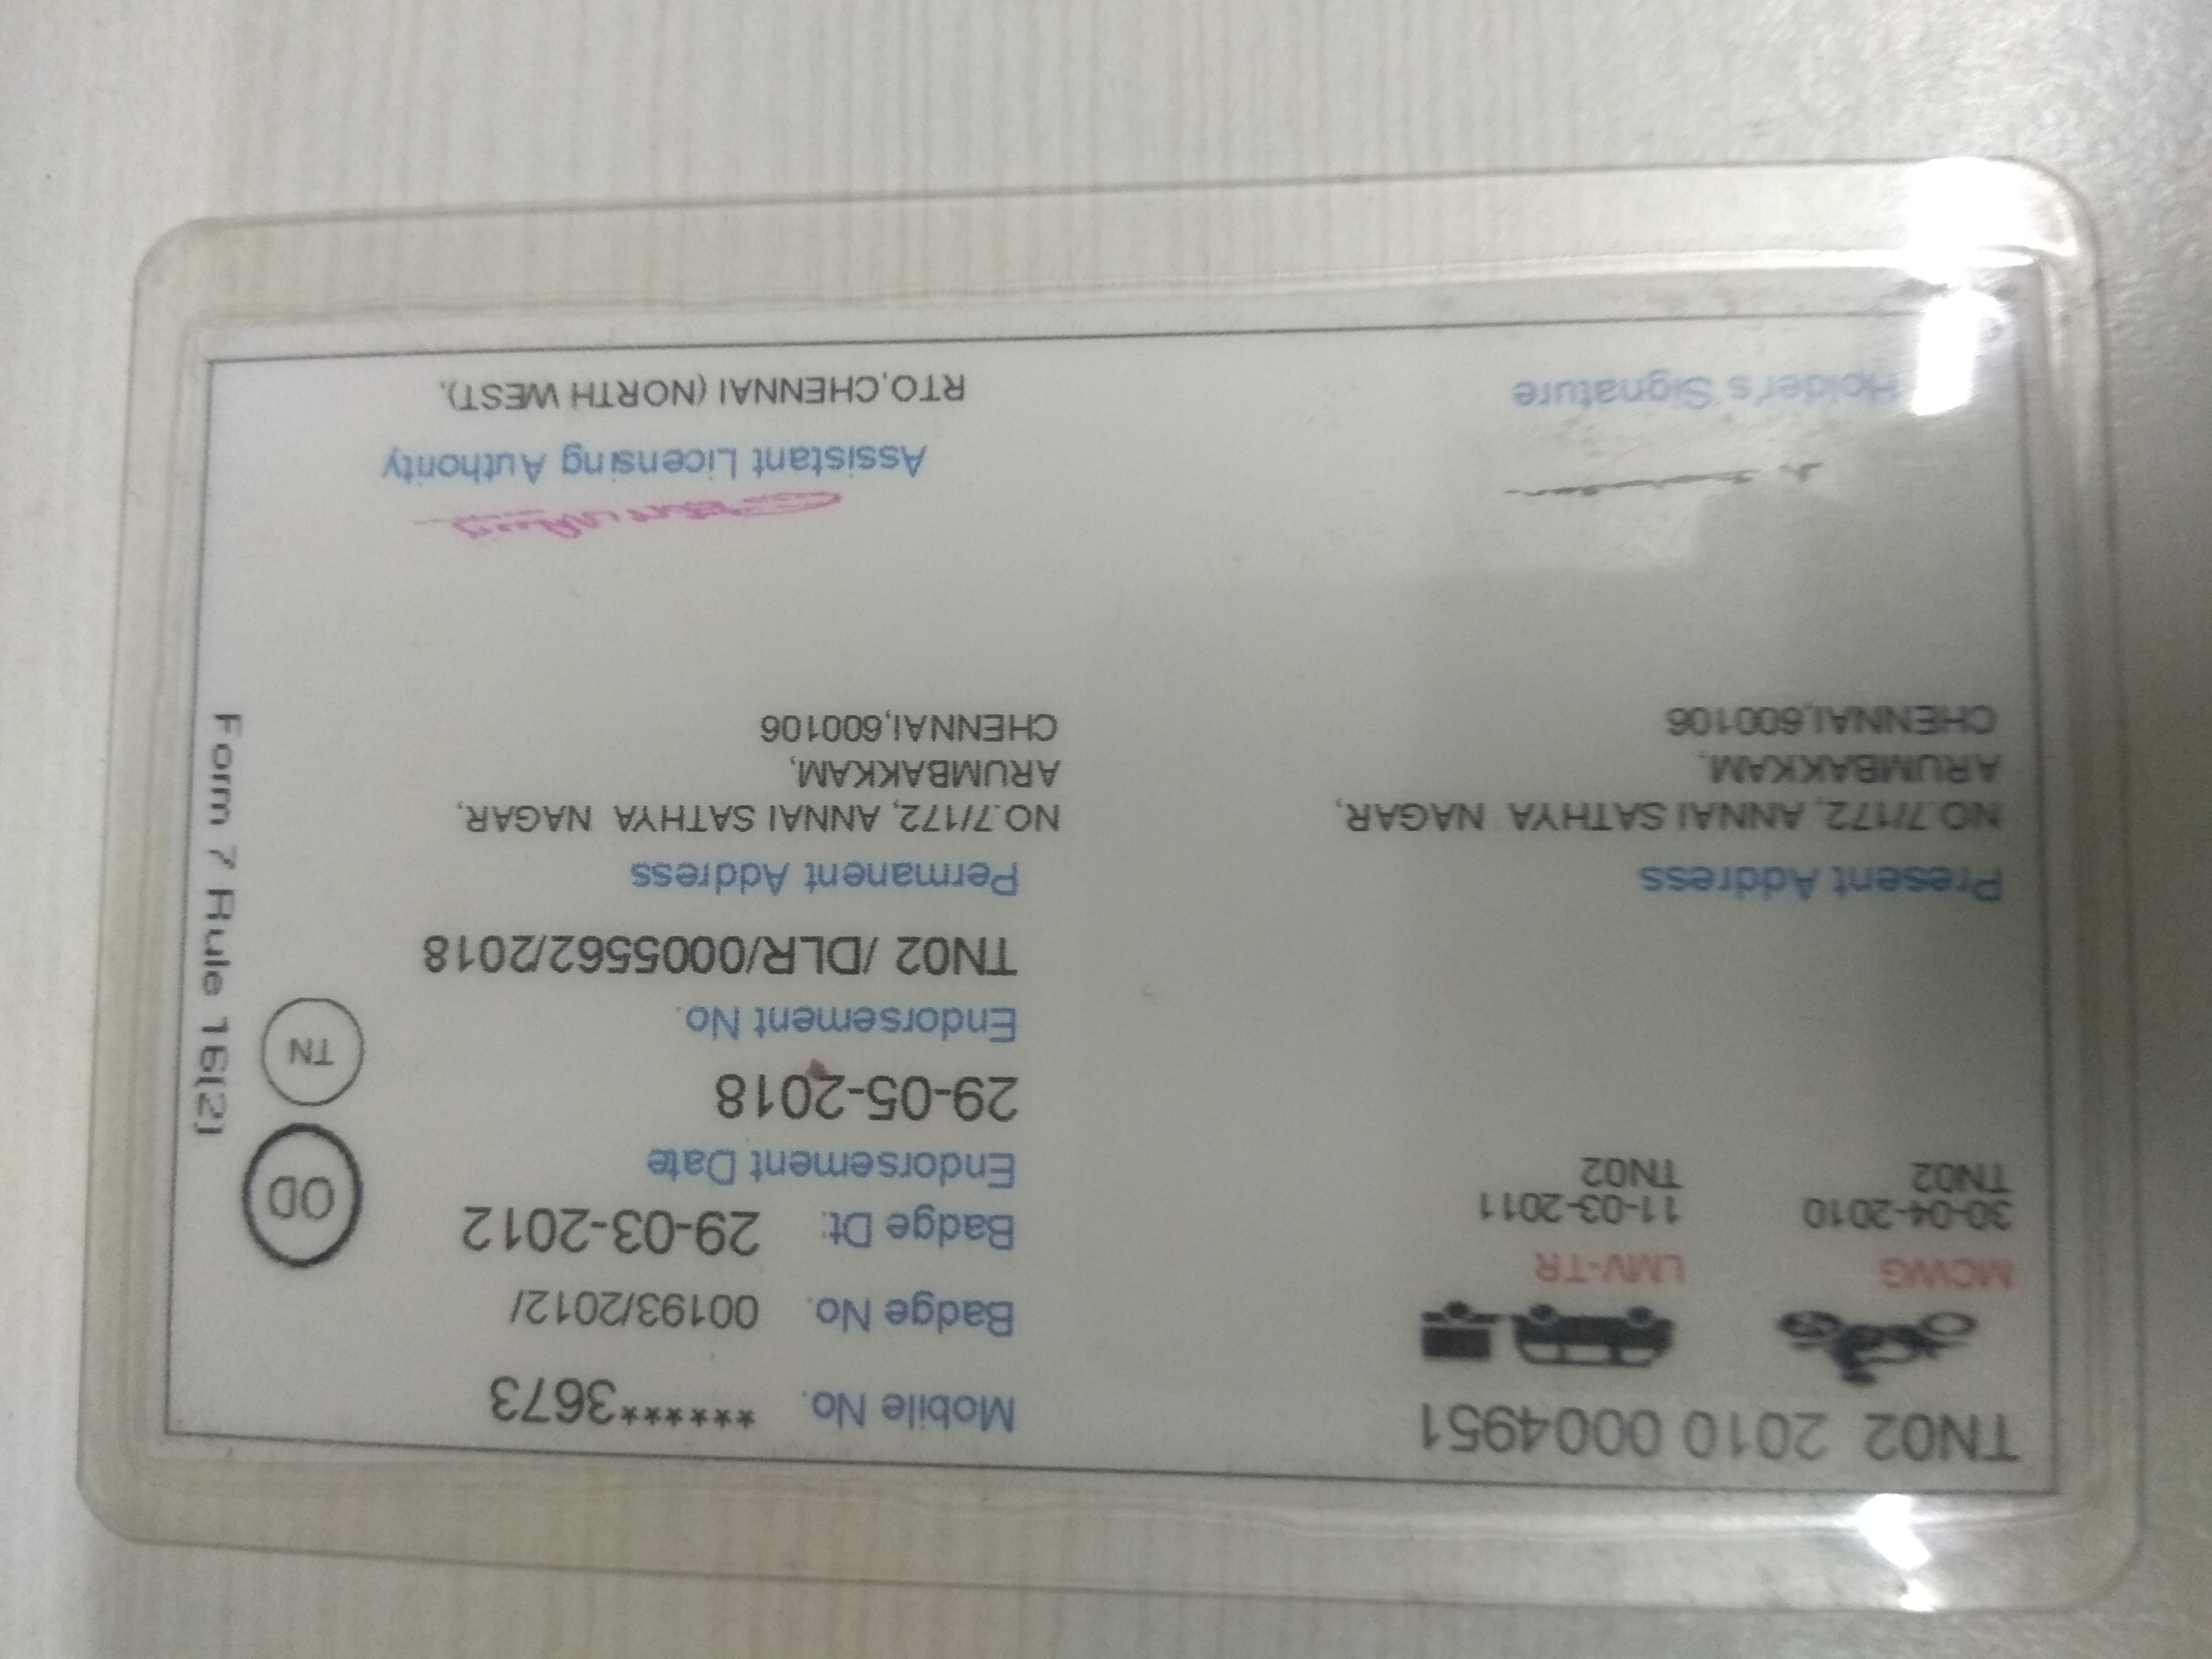 TN02 2010 0004951
MCWG
30-04-2010
TN02
LMV-TR
11-03-2011
TN02
Present Address
NO.7/172, ANNAI SATHYA NAGAR,
ARUMBAKKAM,
CHENNAI,600106
Holder's Signature
Mobile No. ******3673
Badge No. 00193/2012/
Badge Dt: 29-03-2012
Endorsement Date
29-05-2018
Endorsement No.
TN02 /DLR/0005562/2018
Permanent Address
NO.7/172, ANNAI SATHYA NAGAR,
ARUMBAKKAM,
CHENNAI,600106
Assistant Licensing Authority
RTO,CHENNAI (NORTH WEST),
OD
TN
Form 7 Rule 16(2)